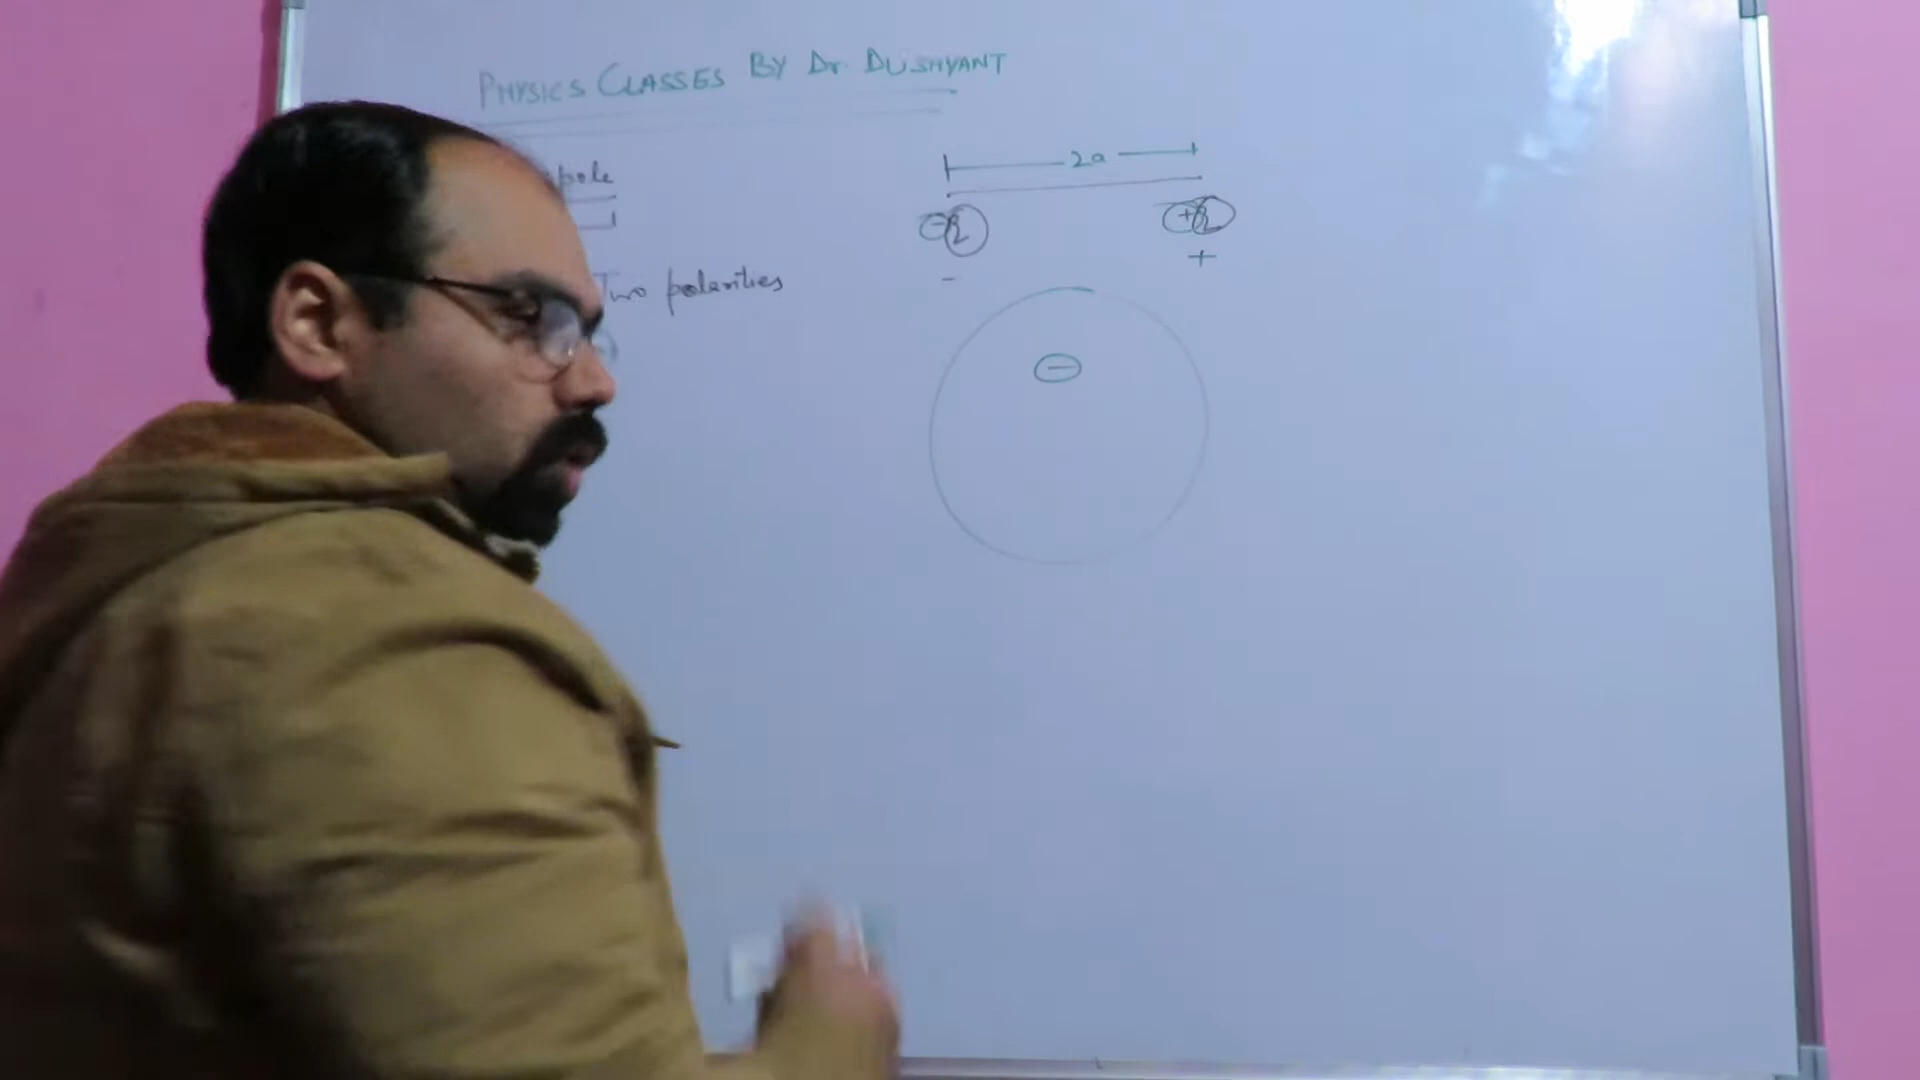 PHYSICS CLASSES BY Dr. DUSHYANT
pole
2a
-q +q
- +
Two polarities
-